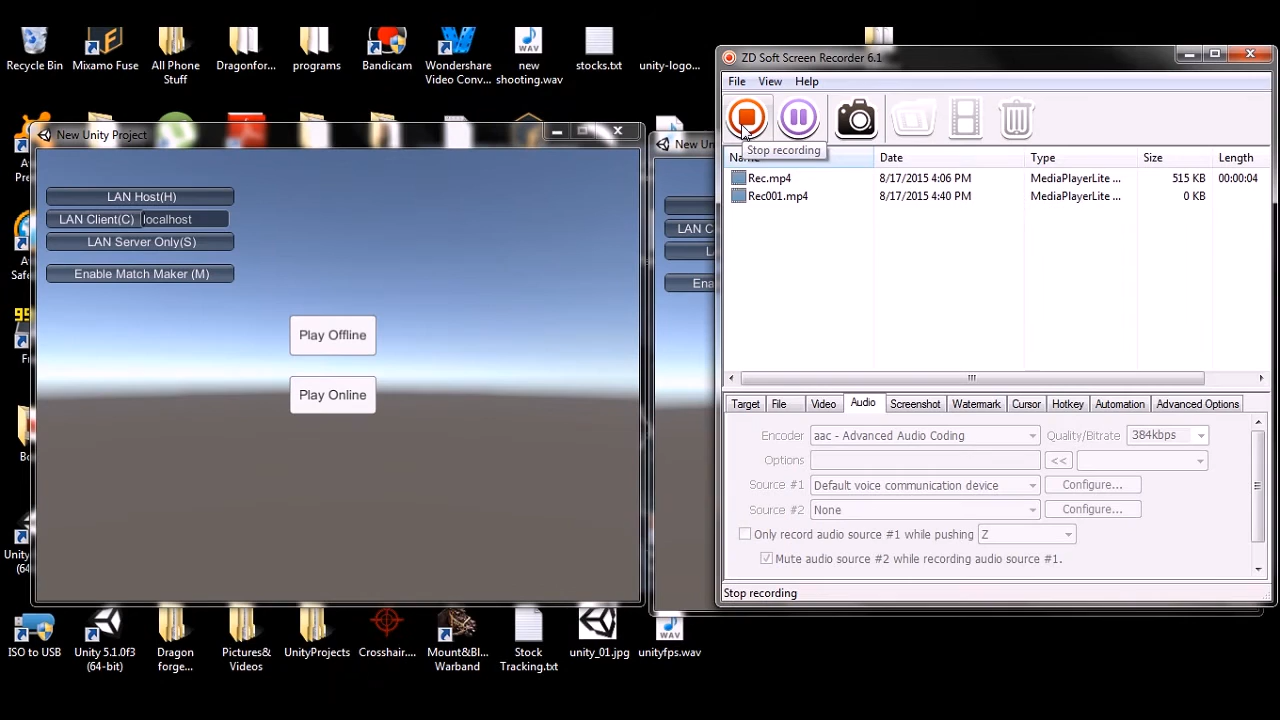 Recycle Bin
Mixamo Fuse
All Phone
Stuff
Dragonfor...
programs
Bandicam
Wondershare
Video Conv...
new
shooting.wav
stocks.txt
unity-logo...
ZD Soft Screen Recorder 6.1
File View Help
Stop recording
Date Type Size Length
Rec.mp4 8/17/2015 4:06 PM MediaPlayerLite ... 515 KB 00:00:04
Rec001.mp4 8/17/2015 4:40 PM MediaPlayerLite ... 0 KB
New Unity Project
LAN Host(H)
LAN Client(C) localhost
LAN Server Only(S)
Enable Match Maker (M)
Play Offline
Play Online
New Un
LAN C
Ena
Target File Video Audio Screenshot Watermark Cursor Hotkey Automation Advanced Options
Encoder aac - Advanced Audio Coding Quality/Bitrate 384kbps
Options <<
Source #1 Default voice communication device Configure...
Source #2 None Configure...
Only record audio source #1 while pushing Z
Mute audio source #2 while recording audio source #1.
Stop recording
ISO to USB
Unity 5.1.0f3
(64-bit)
Dragon
forge...
Pictures&
Videos
UnityProjects
Crosshair....
Mount&Bl...
Warband
Stock
Tracking.txt
unity_01.jpg
unityfps.wav